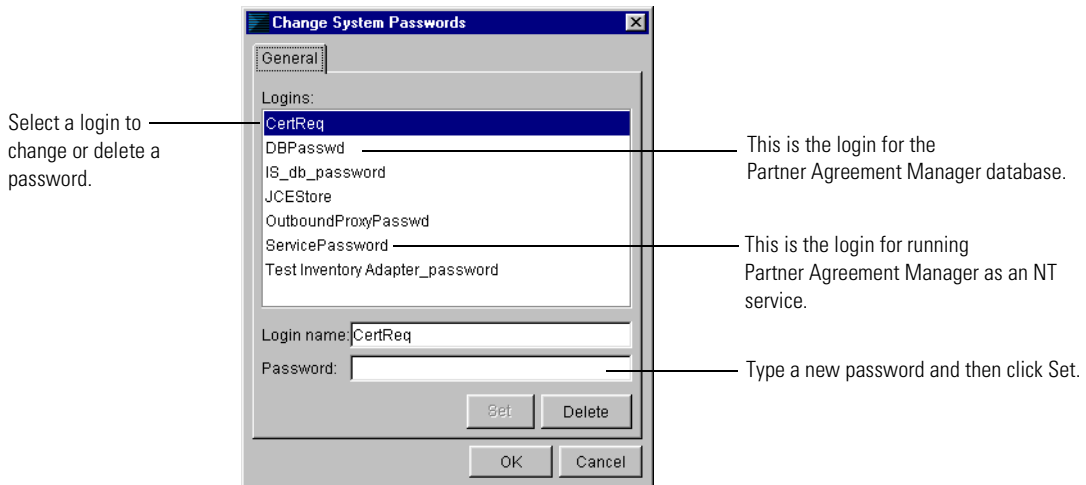 Change System Passwords
General
Logins:
CertReq
DBPasswd
IS_db_password
JCEStore
OutboundProxyPasswd
ServicePassword
Test Inventory Adapter_password
Login name: CertReq
Password:
Set
Delete
OK
Cancel
Select a login to
change or delete a
password.
This is the login for the
Partner Agreement Manager database.
This is the login for running
Partner Agreement Manager as an NT
service.
Type a new password and then click Set.